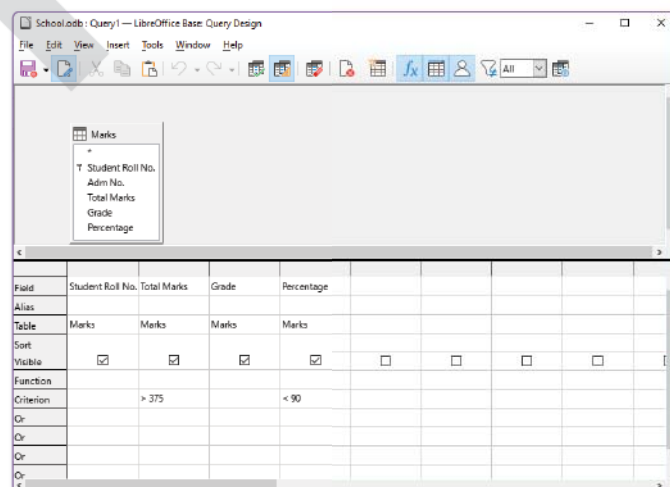 School.odb : Query1 — LibreOffice Base: Query Design
File Edit View Insert Tools Window Help
All
Marks
*
Student Roll No.
Adm No.
Total Marks
Grade
Percentage
Field Student Roll No. Total Marks Grade Percentage
Alias
Table Marks Marks Marks Marks
Sort
Visible
Function
Criterion > 375 < 90
Or
Or
Or
Or